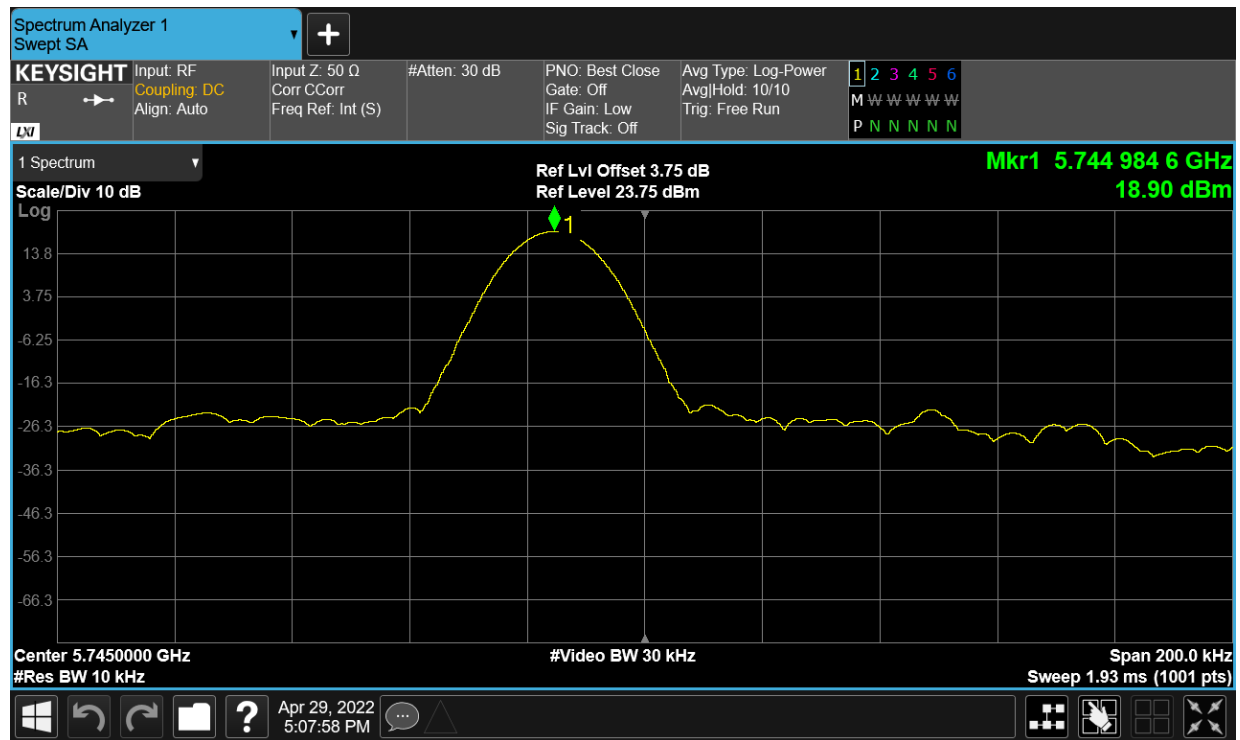 Spectrum Analyzer 1
Swept SA
KEYSIGHT
R
LXI
Input: RF
Coupling: DC
Align: Auto
Input Z: 50 Ω
Corr CCorr
Freq Ref: Int (S)
#Atten: 30 dB
PNO: Best Close
Gate: Off
IF Gain: Low
Sig Track: Off
Avg Type: Log-Power
Avg|Hold: 10/10
Trig: Free Run
1 2 3 4 5 6
M W W W W W W
P N N N N N N
1 Spectrum
Scale/Div 10 dB
Log
Ref Lvl Offset 3.75 dB
Ref Level 23.75 dBm
Mkr1 5.744 984 6 GHz
18.90 dBm
1
13.8
3.75
-6.25
-16.3
-26.3
-36.3
-46.3
-56.3
-66.3
Center 5.7450000 GHz
#Res BW 10 kHz
#Video BW 30 kHz
Span 200.0 kHz
Sweep 1.93 ms (1001 pts)
?
Apr 29, 2022
5:07:58 PM